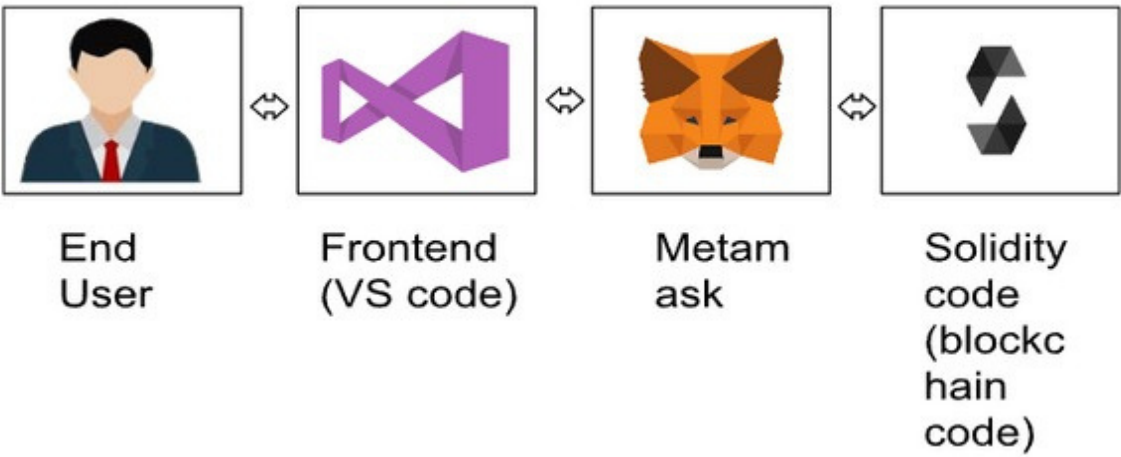 End
User
Frontend
(VS code)
Metam
ask
Solidity
code
(blockc
hain
code)